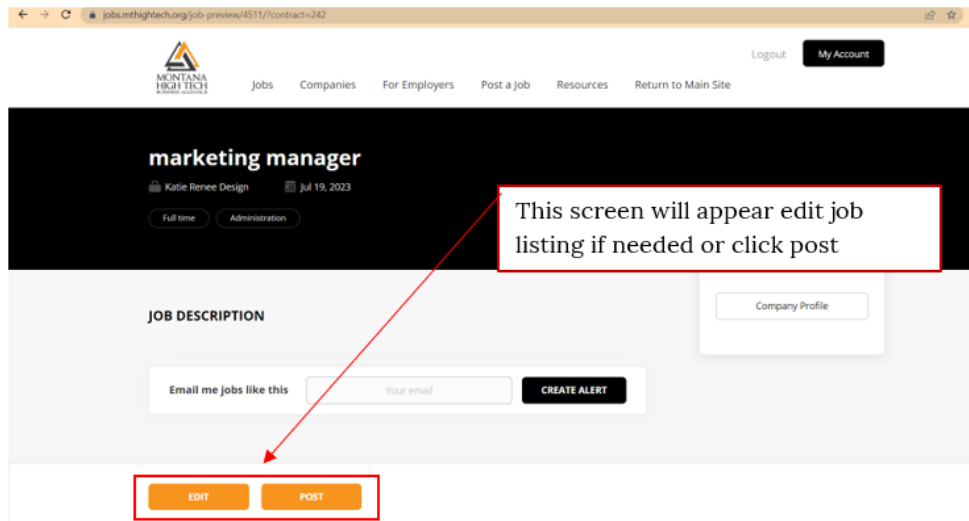 jobs.mthightech.org/job-preview/4511/?contract=242
Logout My Account
MONTANA
HIGH TECH
BUSINESS ALLIANCE
Jobs Companies For Employers Post a Job Resources Return to Main Site
marketing manager
Katie Renee Design Jul 19, 2023
Full time Administration
This screen will appear edit job
listing if needed or click post
Company Profile
JOB DESCRIPTION
Email me jobs like this Your email CREATE ALERT
EDIT POST